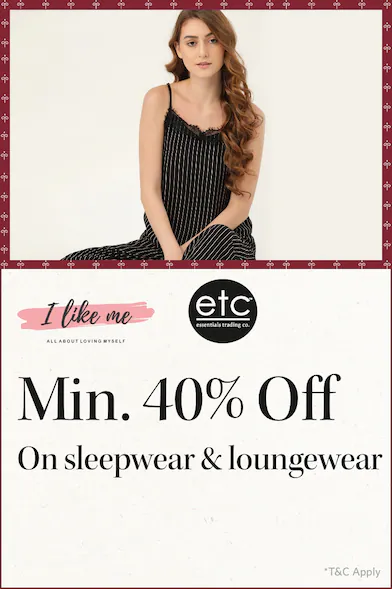 I like me
ALL ABOUT LOVING MYSELF
etc
essentials trading co.
Min. 40% Off
On sleepwear & loungewear
*T&C Apply